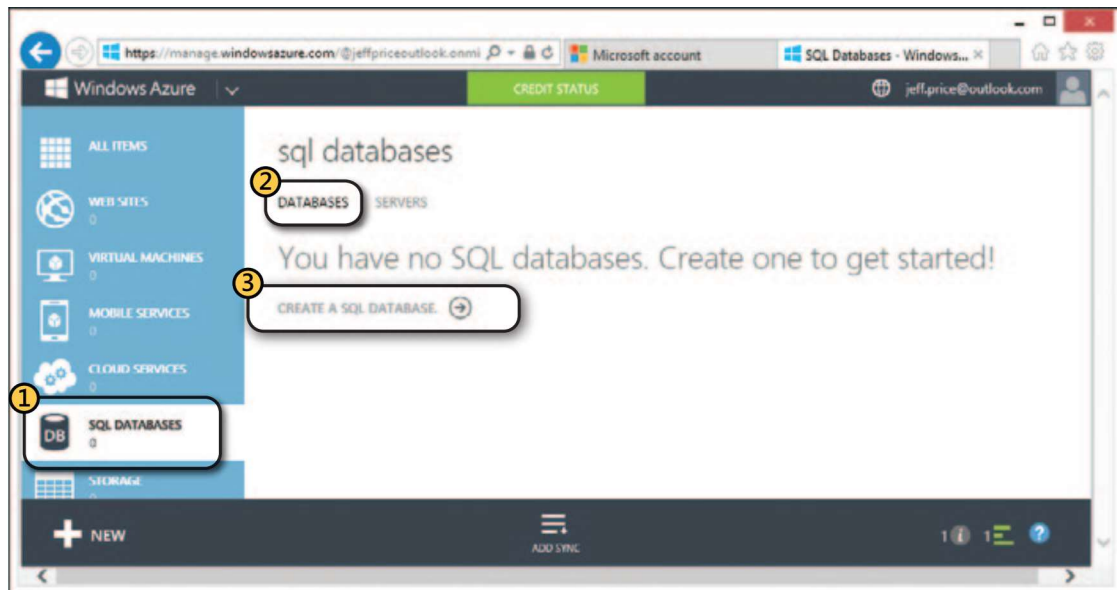 https://manage.windowsazure.com/@jeffpriceoutlook.onmi
Microsoft account
SQL Databases - Windows...
Windows Azure
CREDIT STATUS
jeff.price@outlook.com
ALL ITEMS
WEB SITES
0
VIRTUAL MACHINES
0
MOBILE SERVICES
0
CLOUD SERVICES
0
1
DB
SQL DATABASES
0
STORAGE
0
sql databases
2
DATABASES
SERVERS
You have no SQL databases. Create one to get started!
3
CREATE A SQL DATABASE.
NEW
ADD SYNC
1 i
1
?